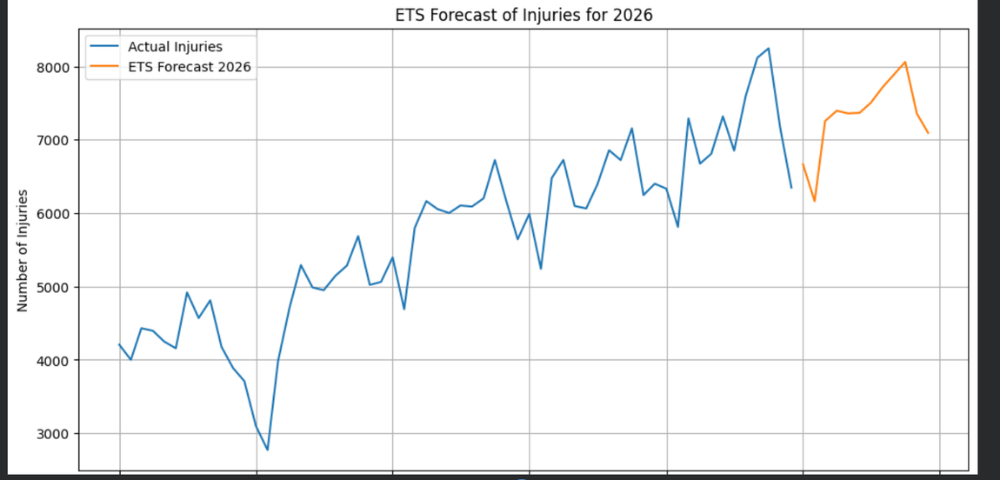 ETS Forecast of Injuries for 2026
Actual Injuries
ETS Forecast 2026
8000
7000
6000
5000
4000
3000
Number of Injuries